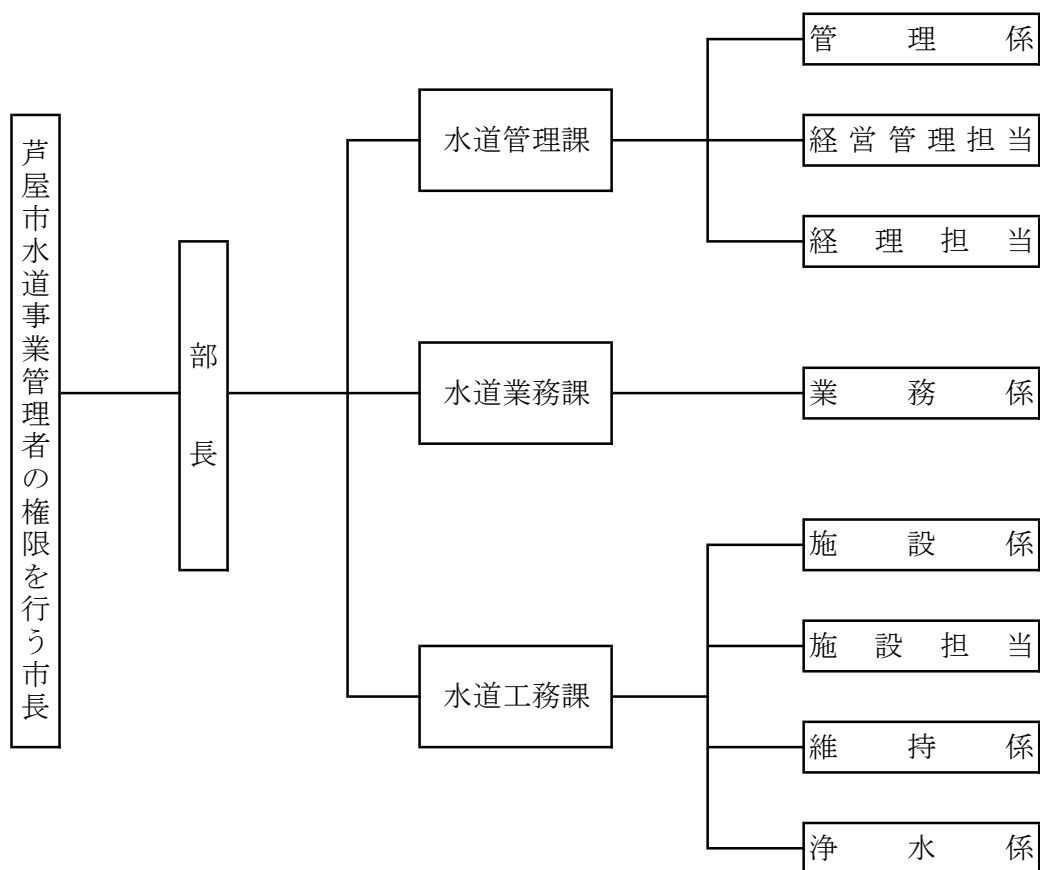 芦屋市水道事業管理者の権限を行う市長
部長
水道管理課
管理係
経営管理担当
経理担当
水道業務課
業務係
水道工務課
施設係
施設担当
維持係
浄水係